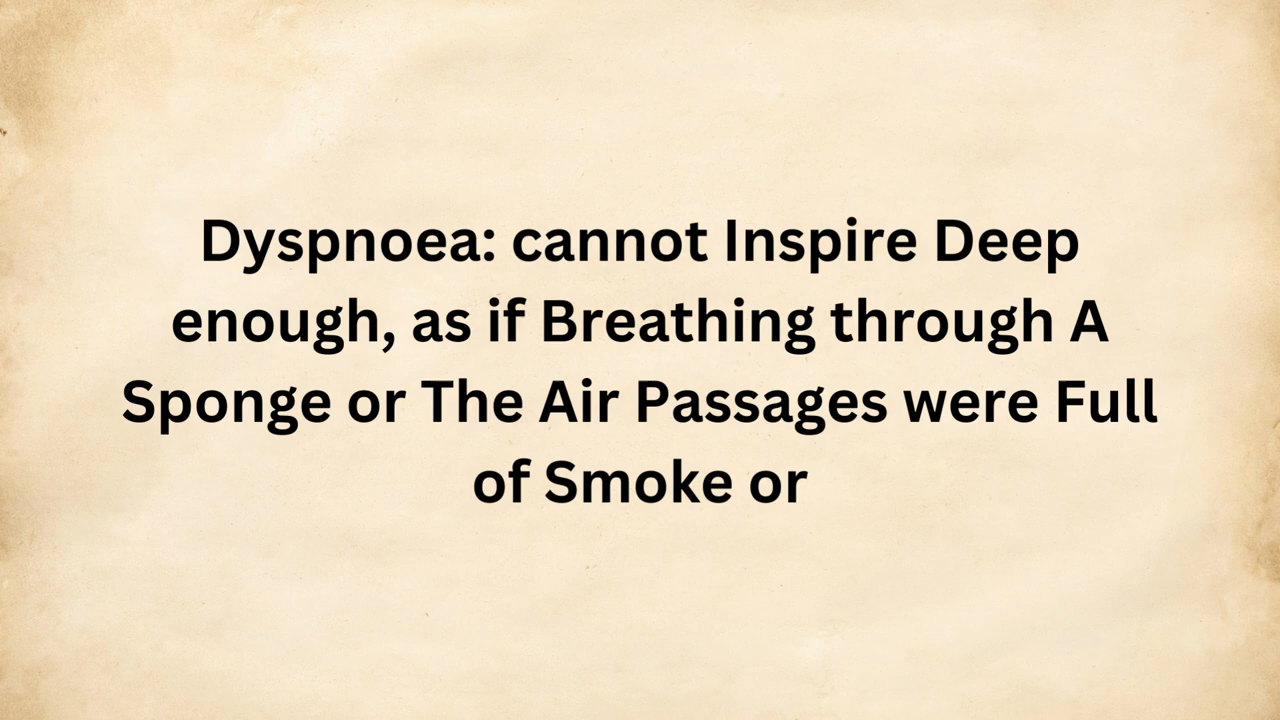 Dyspnoea: cannot Inspire Deep
enough, as if Breathing through A
Sponge or The Air Passages were Full
of Smoke or